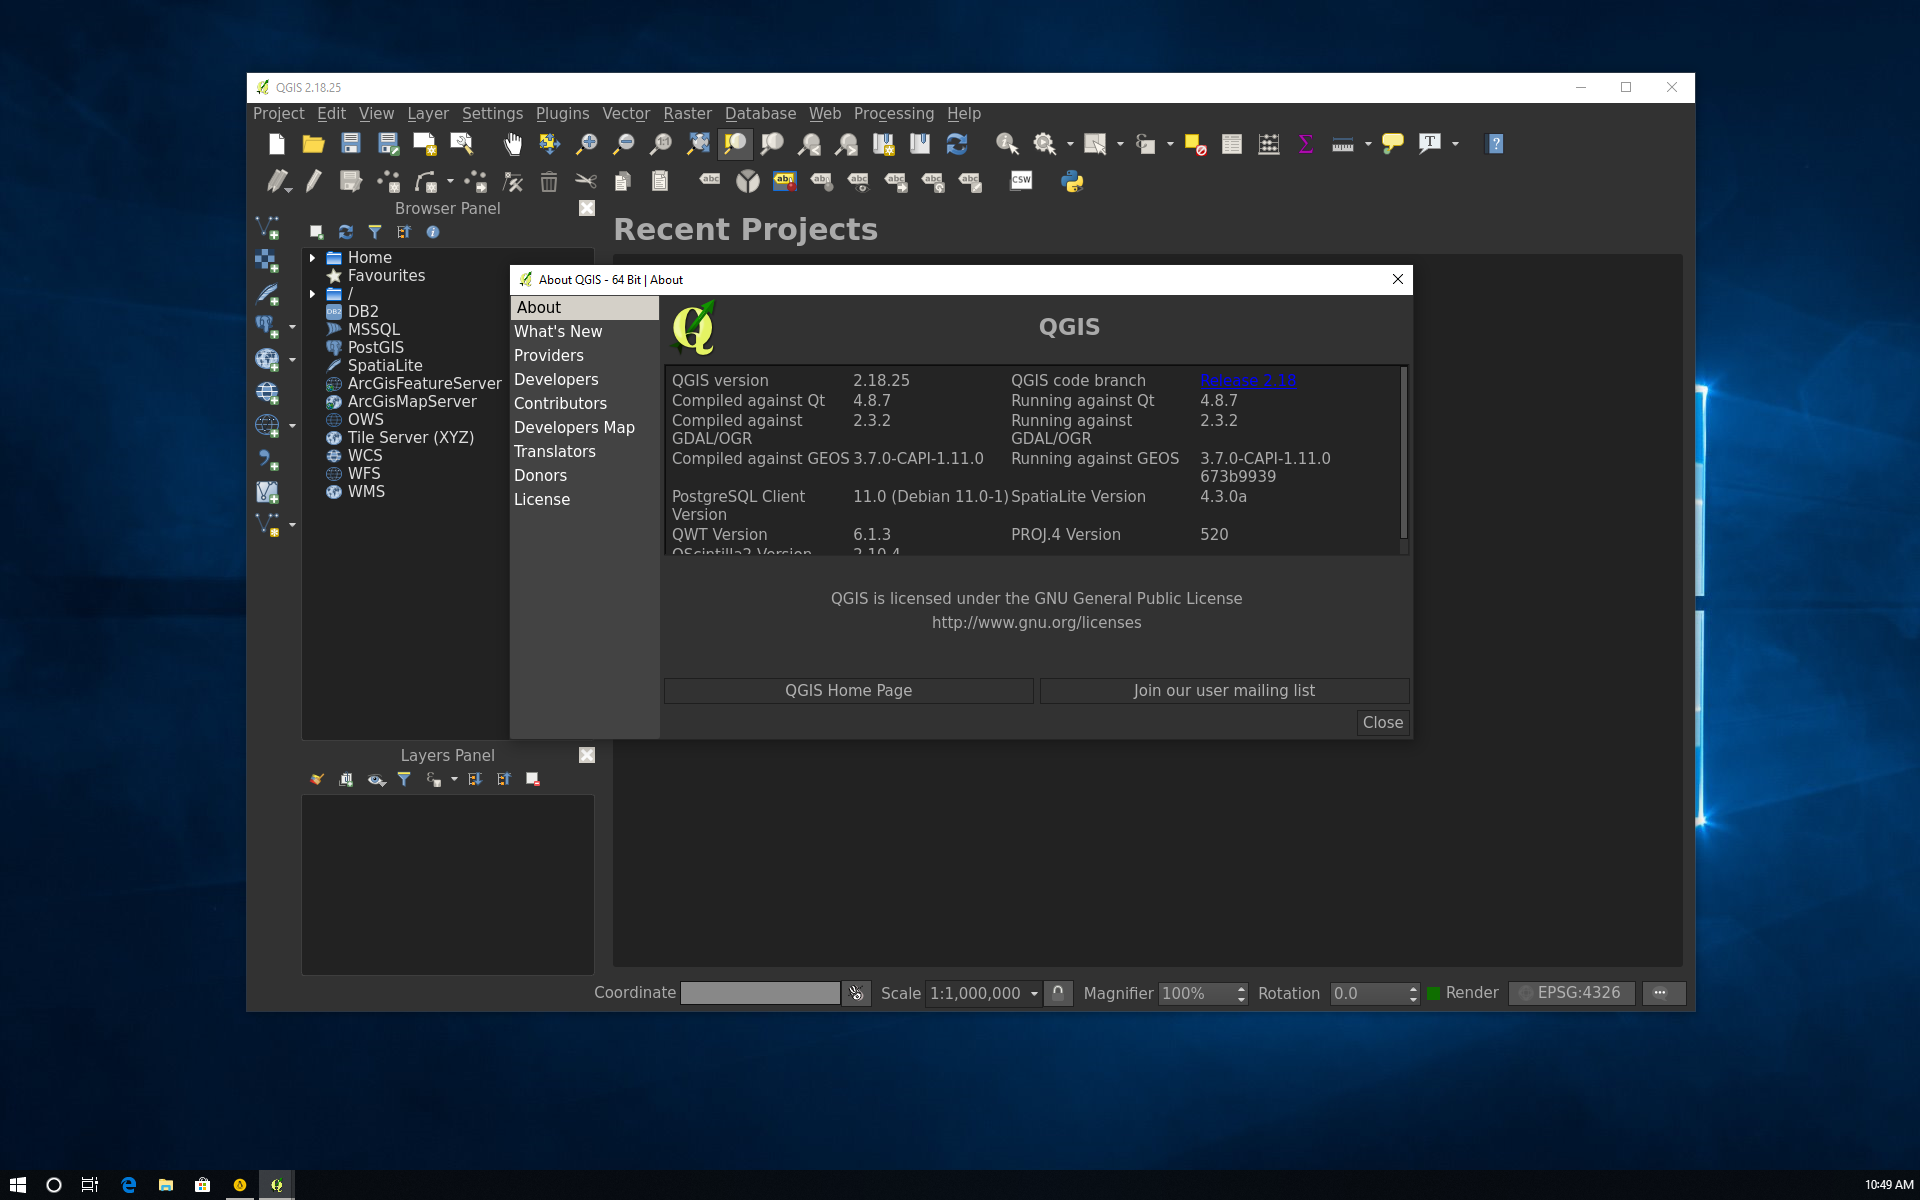 QGIS 2.18.25
Project Edit View Layer Settings Plugins Vector Raster Database Web Processing Help
Browser Panel
Home
Favourites
/
DB2
MSSQL
PostGIS
SpatiaLite
ArcGisFeatureServer
ArcGisMapServer
OWS
Tile Server (XYZ)
WCS
WFS
WMS
Layers Panel
Recent Projects
About QGIS - 64 Bit | About
About
What's New
Providers
Developers
Contributors
Developers Map
Translators
Donors
License
QGIS
QGIS version 2.18.25 QGIS code branch Release 2.18
Compiled against Qt 4.8.7 Running against Qt 4.8.7
Compiled against GDAL/OGR 2.3.2 Running against GDAL/OGR 2.3.2
Compiled against GEOS 3.7.0-CAPI-1.11.0 Running against GEOS 3.7.0-CAPI-1.11.0 673b9939
PostgreSQL Client Version 11.0 (Debian 11.0-1) SpatiaLite Version 4.3.0a
QWT Version 6.1.3 PROJ.4 Version 520
QScintilla2 Version 2.10.4
QGIS is licensed under the GNU General Public License
http://www.gnu.org/licenses
QGIS Home Page Join our user mailing list
Close
Coordinate Scale 1:1,000,000 Magnifier 100% Rotation 0.0 Render EPSG:4326
10:49 AM